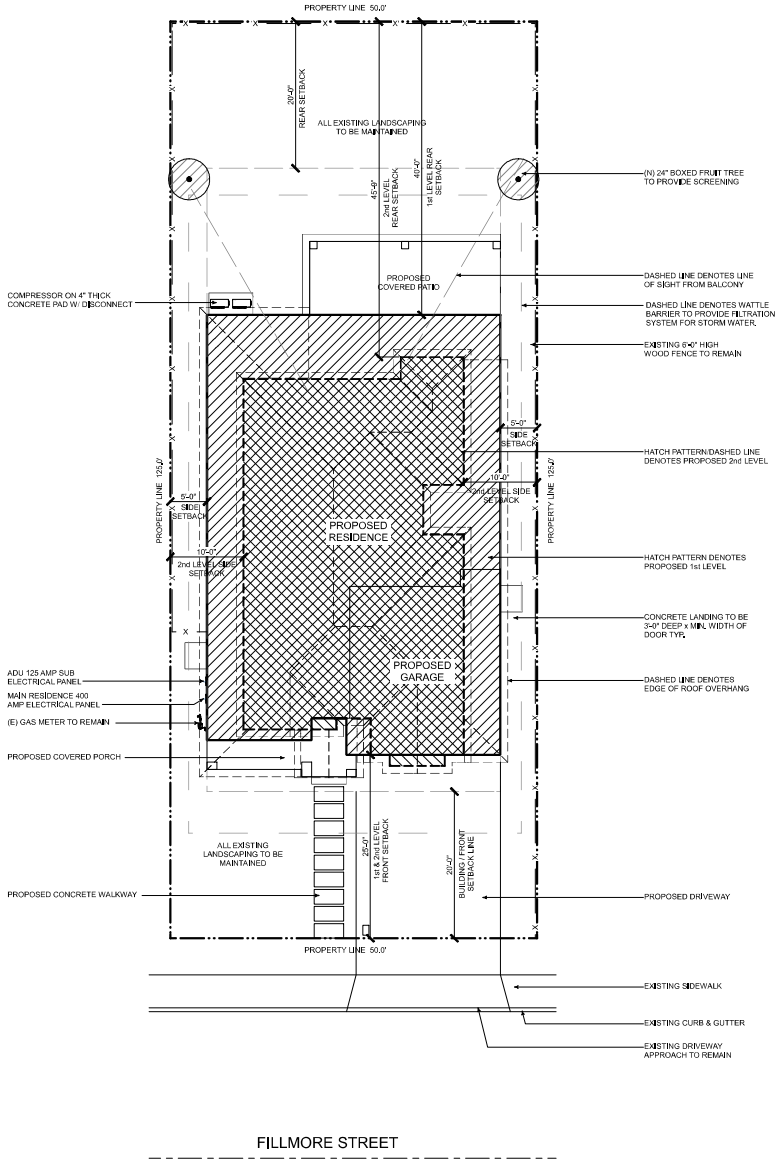 PROPERTY LINE 50.0'
20'-0"
REAR SETBACK
ALL EXISTING LANDSCAPING
TO BE MAINTAINED
45'-9"
2nd LEVEL
REAR SETBACK
40'-0"
1st LEVEL REAR
SETBACK
(N) 24" BOXED FRUIT TREE
TO PROVIDE SCREENING
PROPOSED
COVERED PATIO
DASHED LINE DENOTES LINE
OF SIGHT FROM BALCONY
COMPRESSOR ON 4" THICK
CONCRETE PAD W/ DISCONNECT
DASHED LINE DENOTES WATTLE
BARRIER TO PROVIDE FILTRATION
SYSTEM FOR STORM WATER.
EXISTING 6'-0" HIGH
WOOD FENCE TO REMAIN
5'-0"
SIDE
SETBACK
HATCH PATTERN/DASHED LINE
DENOTES PROPOSED 2nd LEVEL
10'-0"
2nd LEVEL SIDE
SETBACK
PROPERTY LINE 125.0'
PROPERTY LINE 125.0'
5'-0"
SIDE
SETBACK
PROPOSED
RESIDENCE
10'-0"
2nd LEVEL SIDE
SETBACK
HATCH PATTERN DENOTES
PROPOSED 1st LEVEL
CONCRETE LANDING TO BE
3'-0" DEEP x MIN. WIDTH OF
DOOR TYP.
PROPOSED
GARAGE
ADU 125 AMP SUB
ELECTRICAL PANEL
DASHED LINE DENOTES
EDGE OF ROOF OVERHANG
MAIN RESIDENCE 400
AMP ELECTRICAL PANEL
(E) GAS METER TO REMAIN
PROPOSED COVERED PORCH
ALL EXISTING
LANDSCAPING TO BE
MAINTAINED
25'-0"
1st & 2nd LEVEL
FRONT SETBACK
20'-0"
BUILDING / FRONT
SETBACK LINE
PROPOSED CONCRETE WALKWAY
PROPOSED DRIVEWAY
PROPERTY LINE 50.0'
EXISTING SIDEWALK
EXISTING CURB & GUTTER
EXISTING DRIVEWAY
APPROACH TO REMAIN
FILLMORE STREET